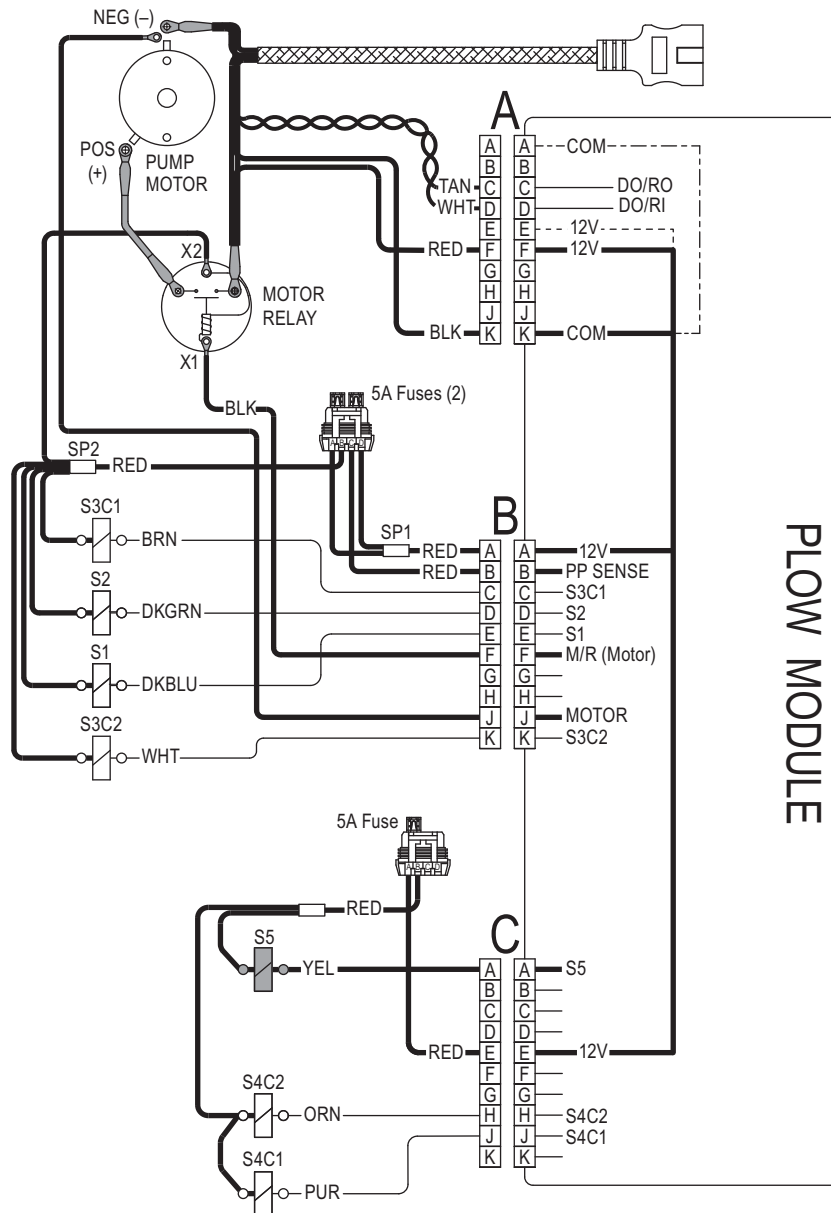 NEG (–)
POS
(+)
PUMP
MOTOR
X2
MOTOR
RELAY
X1
BLK
TAN
WHT
RED
BLK
A
A A COM
B B
C C DO/RO
D D DO/RI
E E 12V
F F 12V
G G
H H
J J
K K COM
5A Fuses (2)
A B C D
SP2
RED
SP1
RED
RED
S3C1
BRN
S2
DKGRN
S1
DKBLU
S3C2
WHT
B
A A 12V
B B PP SENSE
C C S3C1
D D S2
E E S1
F F M/R (Motor)
G G
H H
J J MOTOR
K K S3C2
PLOW MODULE
5A Fuse
A B C D
RED
S5
YEL
RED
S4C2
ORN
S4C1
PUR
C
A A S5
B B
C C
D D
E E 12V
F F
G G
H H S4C2
J J S4C1
K K